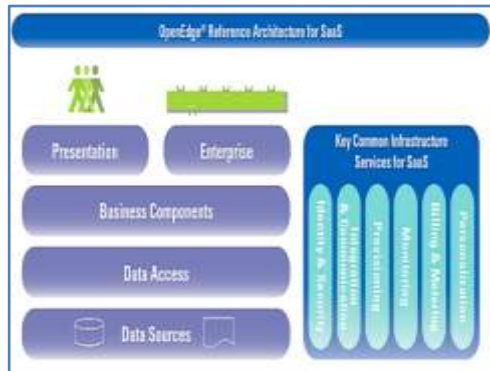 OpenEdge® Reference Architecture for SaaS
Presentation
Enterprise
Business Components
Data Access
Data Sources
Key Common Infrastructure
Services for SaaS
Identity & Security
Integration
& Communication
Provisioning
Monitoring
Billing & Metering
Personalization